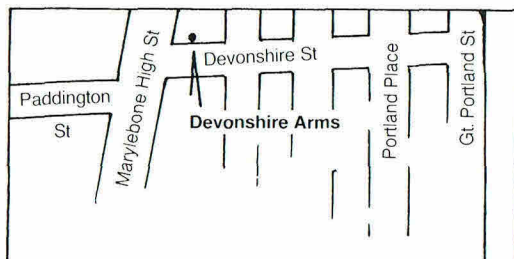 Paddington
St
Marylebone High St
Devonshire St
Devonshire Arms
Portland Place
Gt. Portland St